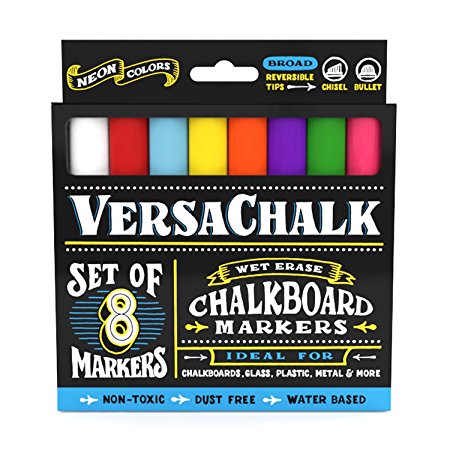 NEON COLORS
BROAD
REVERSIBLE
TIPS
CHISEL
BULLET
VERSACHALK
SET OF
8
MARKERS
WET ERASE
CHALKBOARD
MARKERS
IDEAL FOR
CHALKBOARDS, GLASS, PLASTIC, METAL & MORE
NON-TOXIC DUST FREE WATER BASED